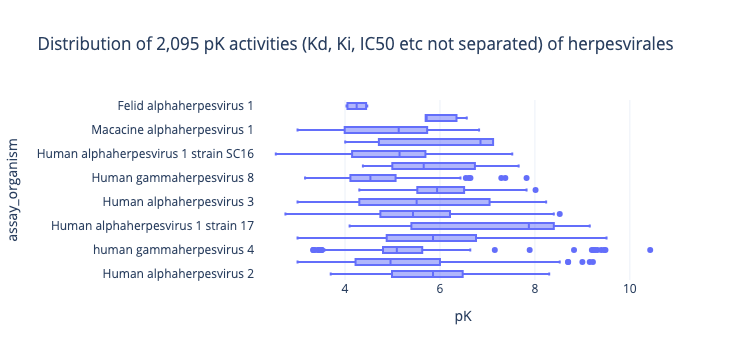 Distribution of 2,095 pK activities (Kd, Ki, IC50 etc not separated) of herpesvirales
assay_organism
Felid alphaherpesvirus 1
Macacine alphaherpesvirus 1
Human alphaherpesvirus 1 strain SC16
Human gammaherpesvirus 8
Human alphaherpesvirus 3
Human alphaherpesvirus 1 strain 17
human gammaherpesvirus 4
Human alphaherpesvirus 2
4 6 8 10
pK